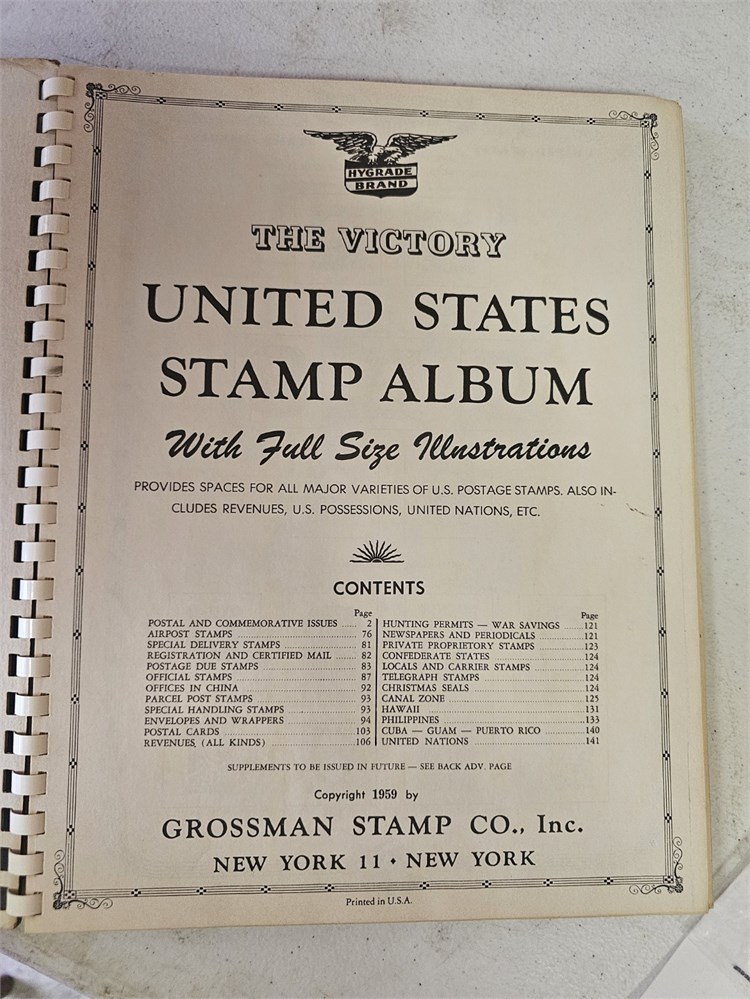 HYGRADE
BRAND
THE VICTORY
UNITED STATES
STAMP ALBUM
With Full Size Illustrations
PROVIDES SPACES FOR ALL MAJOR VARIETIES OF U.S. POSTAGE STAMPS. ALSO IN-
CLUDES REVENUES, U.S. POSSESSIONS, UNITED NATIONS, ETC.
CONTENTS
Page
POSTAL AND COMMEMORATIVE ISSUES ..... 2
AIRPOST STAMPS ..... 76
SPECIAL DELIVERY STAMPS ..... 81
REGISTRATION AND CERTIFIED MAIL ..... 82
POSTAGE DUE STAMPS ..... 83
OFFICIAL STAMPS ..... 87
OFFICES IN CHINA ..... 92
PARCEL POST STAMPS ..... 93
SPECIAL HANDLING STAMPS ..... 93
ENVELOPES AND WRAPPERS ..... 94
POSTAL CARDS ..... 103
REVENUES, (ALL KINDS) ..... 106
Page
HUNTING PERMITS — WAR SAVINGS ..... 121
NEWSPAPERS AND PERIODICALS ..... 121
PRIVATE PROPRIETORY STAMPS ..... 123
CONFEDERATE STATES ..... 124
LOCALS AND CARRIER STAMPS ..... 124
TELEGRAPH STAMPS ..... 124
CHRISTMAS SEALS ..... 124
CANAL ZONE ..... 125
HAWAII ..... 131
PHILIPPINES ..... 133
CUBA — GUAM — PUERTO RICO ..... 140
UNITED NATIONS ..... 141
SUPPLEMENTS TO BE ISSUED IN FUTURE — SEE BACK ADV. PAGE
Copyright 1959 by
GROSSMAN STAMP CO., Inc.
NEW YORK 11 • NEW YORK
Printed in U.S.A.